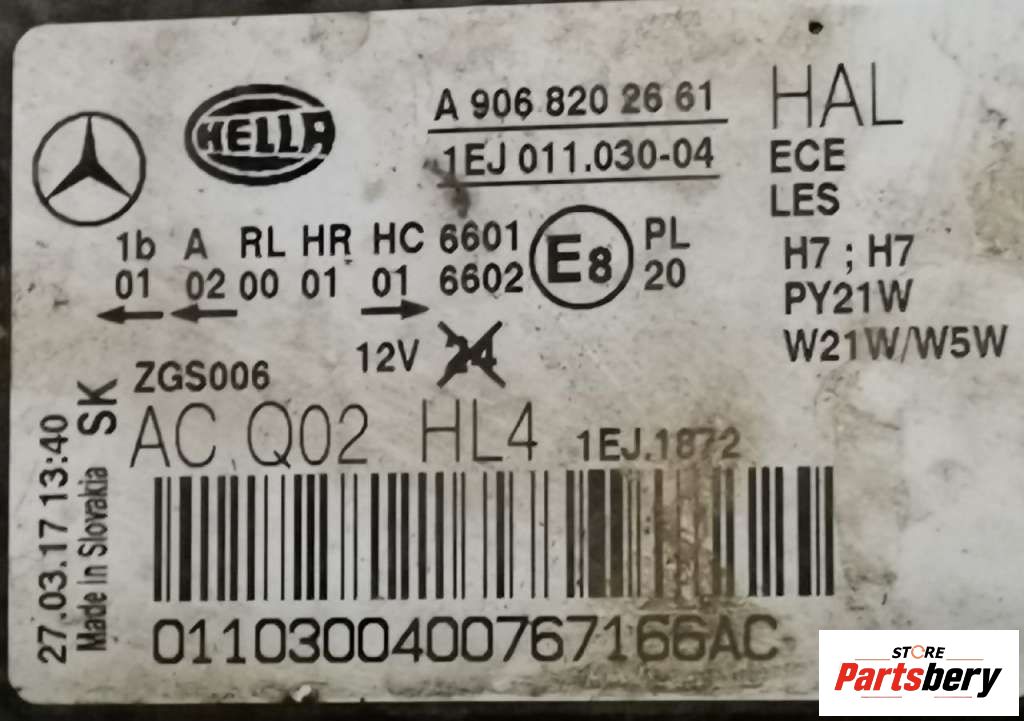 HELLA
A 906 820 26 61
1EJ 011.030-04
HAL
ECE
LES
1b A RL HR HC 6601
01 02 00 01 01 6602
E8
PL
20
H7 ; H7
PY21W
W21W/W5W
12V 24
ZGS006
AC Q02 HL4 1EJ.1872
SK
27.03.17 13:40
Made In Slovakia
0110300400767166AC
STORE
Partsbery